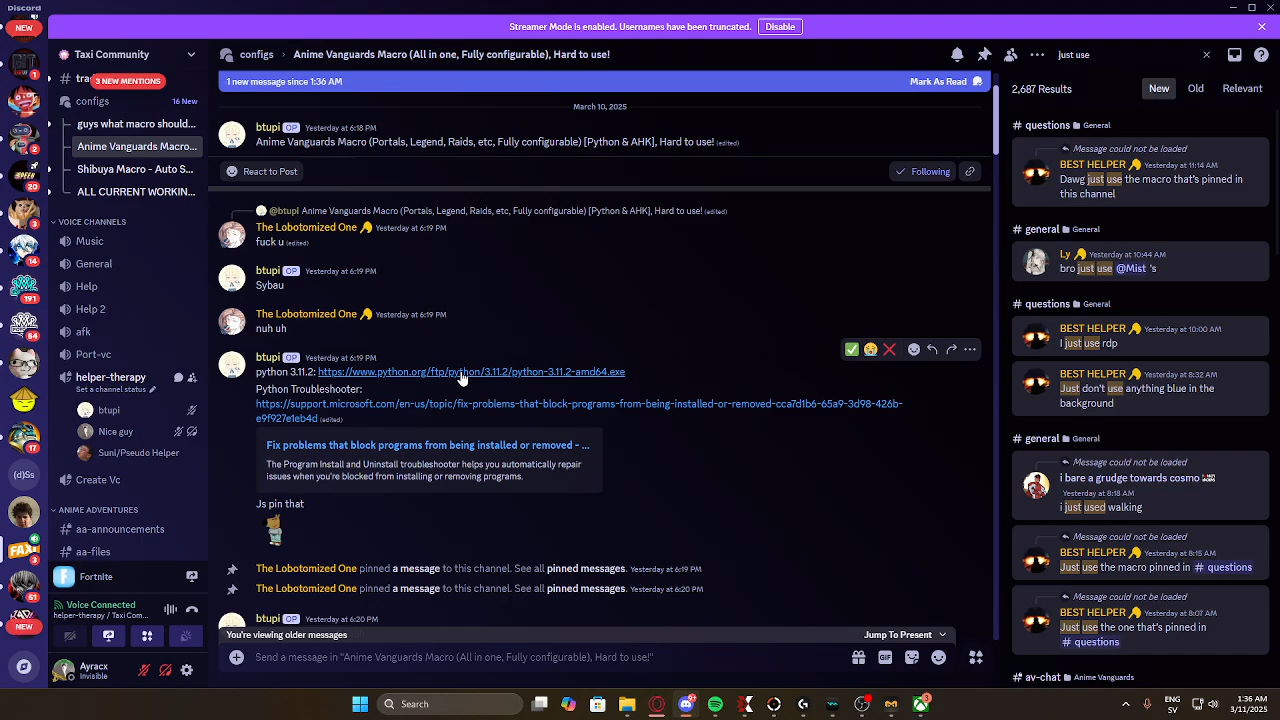 Discord
Streamer Mode is enabled. Usernames have been truncated.
Disable
NEW
1
2
20
3
14
191
54
17
FAXI
3
51
NEW
(d)Ss
Taxi Community
# tra
3 NEW MENTIONS
configs
16 New
guys what macro should...
Anime Vanguards Macro...
Shibuya Macro - Auto S...
ALL CURRENT WORKIN...
VOICE CHANNELS
Music
General
Help
Help 2
afk
Port-vc
helper-therapy
Set a channel status
btupi
Nice guy
Suni/Pseudo Helper
Create Vc
ANIME ADVENTURES
aa-announcements
aa-files
Fortnite
Voice Connected
helper-therapy / Taxi Com...
Ayracx
Invisible
configs › Anime Vanguards Macro (All in one, Fully configurable), Hard to use!
1 new message since 1:36 AM
Mark As Read
March 10, 2025
btupi OP Yesterday at 6:18 PM
Anime Vanguards Macro (Portals, Legend, Raids, etc, Fully configurable) [Python & AHK], Hard to use! (edited)
React to Post
Following
@btupi Anime Vanguards Macro (Portals, Legend, Raids, etc, Fully configurable) [Python & AHK], Hard to use! (edited)
The Lobotomized One Yesterday at 6:19 PM
fuck u (edited)
btupi OP Yesterday at 6:19 PM
Sybau
The Lobotomized One Yesterday at 6:19 PM
nuh uh
btupi OP Yesterday at 6:19 PM
python 3.11.2: https://www.python.org/ftp/python/3.11.2/python-3.11.2-amd64.exe
Python Troubleshooter:
https://support.microsoft.com/en-us/topic/fix-problems-that-block-programs-from-being-installed-or-removed-cca7d1b6-65a9-3d98-426b-
e9f927e1eb4d (edited)
Fix problems that block programs from being installed or removed - ...
The Program Install and Uninstall troubleshooter helps you automatically repair
issues when you're blocked from installing or removing programs.
Js pin that
The Lobotomized One pinned a message to this channel. See all pinned messages. Yesterday at 6:19 PM
The Lobotomized One pinned a message to this channel. See all pinned messages. Yesterday at 6:20 PM
btupi OP Yesterday at 6:20 PM
You're viewing older messages
Jump To Present
Send a message in "Anime Vanguards Macro (All in one, Fully configurable), Hard to use!"
GIF
just use
2,687 Results
New
Old
Relevant
# questions General
Message could not be loaded
BEST HELPER Yesterday at 11:14 AM
Dawg just use the macro that's pinned in
this channel
# general General
Ly Yesterday at 10:44 AM
bro just use @Mist 's
# questions General
BEST HELPER Yesterday at 10:00 AM
I just use rdp
BEST HELPER Yesterday at 8:32 AM
Just don't use anything blue in the
background
# general General
Message could not be loaded
i bare a grudge towards cosmo
Yesterday at 8:18 AM
i just used walking
Message could not be loaded
BEST HELPER Yesterday at 8:15 AM
Just use the macro pinned in # questions
Message could not be loaded
BEST HELPER Yesterday at 8:07 AM
Just use the one that's pinned in
# questions
# av-chat Anime Vanguards
Search
9+
3
ENG
SV
1:36 AM
3/11/2025